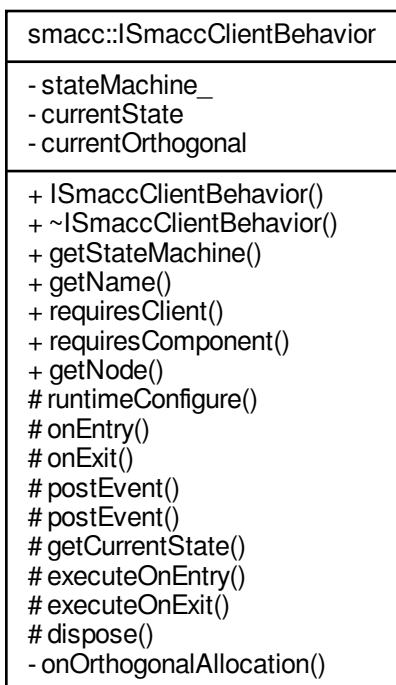 smacc::ISmaccClientBehavior
- stateMachine_
- currentState
- currentOrthogonal
+ ISmaccClientBehavior()
+ ~ISmaccClientBehavior()
+ getStateMachine()
+ getName()
+ requiresClient()
+ requiresComponent()
+ getNode()
# runtimeConfigure()
# onEntry()
# onExit()
# postEvent()
# postEvent()
# getCurrentState()
# executeOnEntry()
# executeOnExit()
# dispose()
- onOrthogonalAllocation()